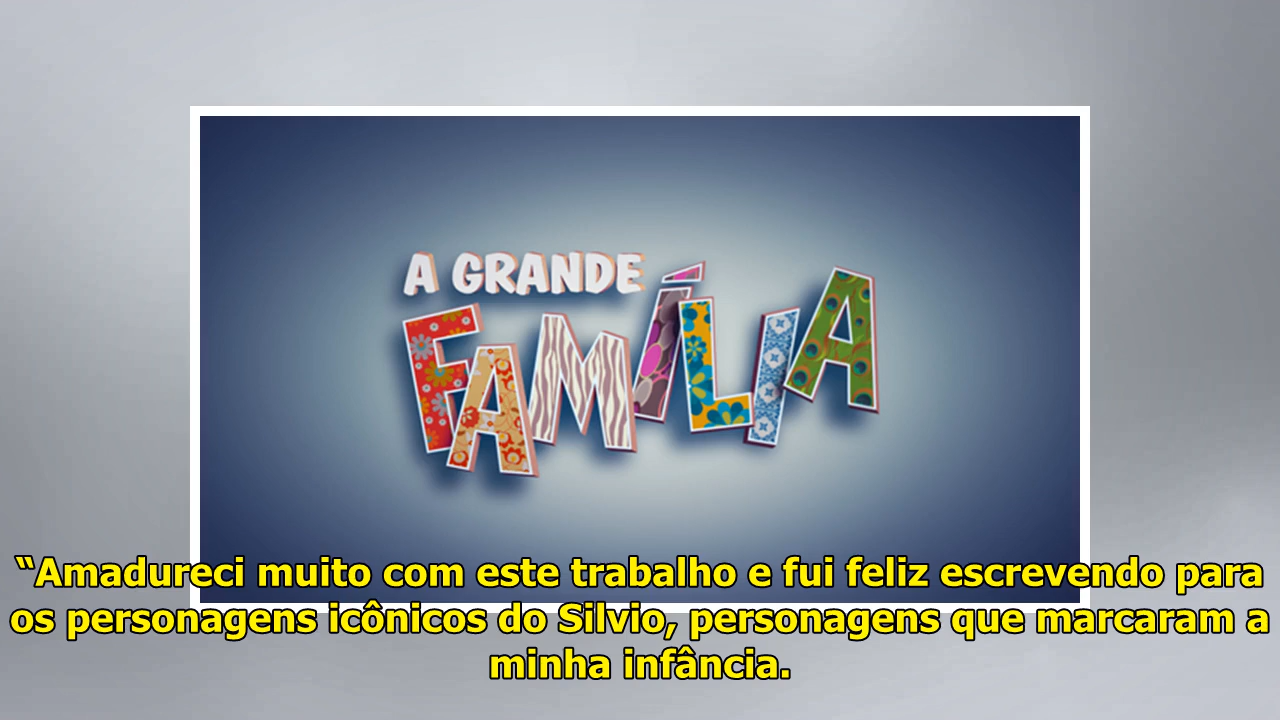 A GRANDE
FAMÍLIA
“Amadureci muito com este trabalho e fui feliz escrevendo para
os personagens icônicos do Silvio, personagens que marcaram a
minha infância.